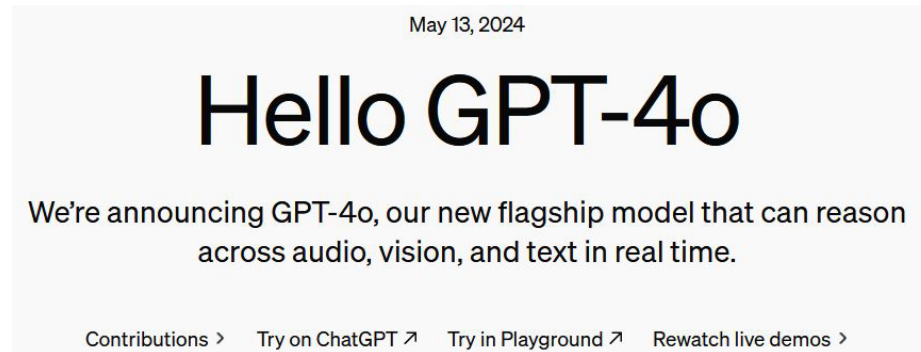 May 13, 2024
Hello GPT-4o
We’re announcing GPT-4o, our new flagship model that can reason
across audio, vision, and text in real time.
Contributions > Try on ChatGPT ↗ Try in Playground ↗ Rewatch live demos >